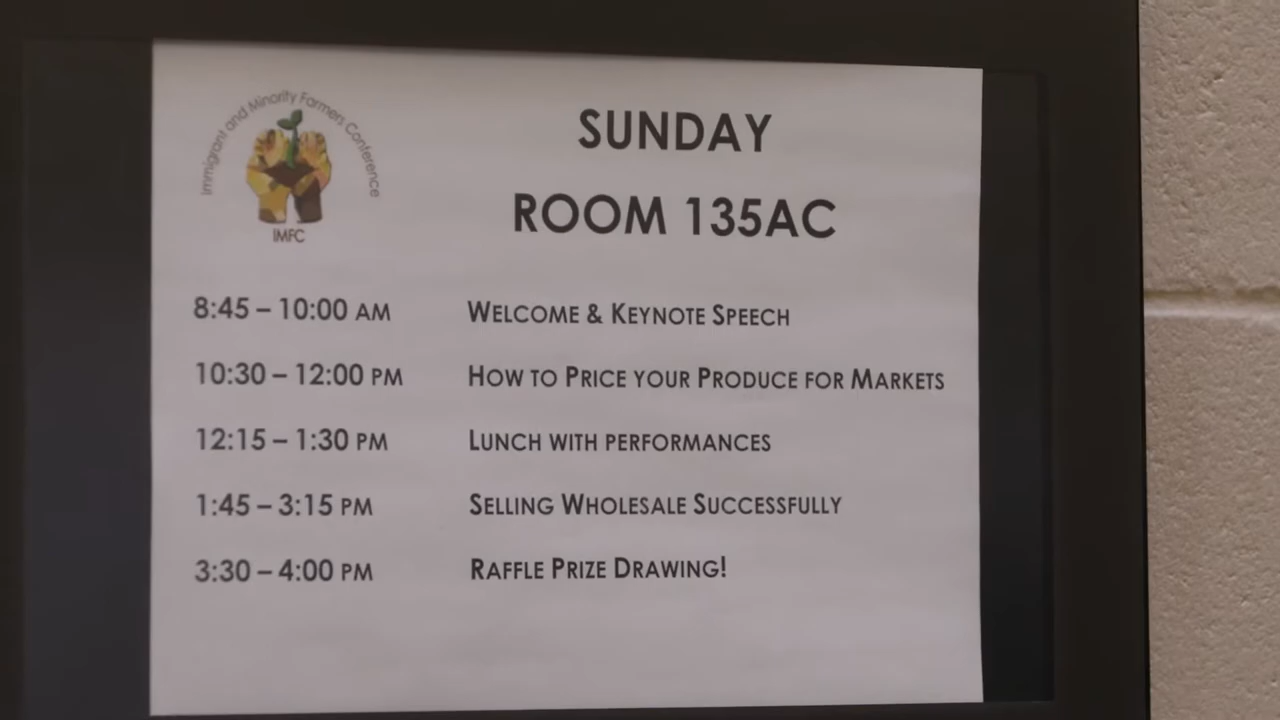 Immigrant and Minority Farmers Conference
IMFC
SUNDAY
ROOM 135AC
8:45 – 10:00 AM WELCOME & KEYNOTE SPEECH
10:30 – 12:00 PM HOW TO PRICE YOUR PRODUCE FOR MARKETS
12:15 – 1:30 PM LUNCH WITH PERFORMANCES
1:45 – 3:15 PM SELLING WHOLESALE SUCCESSFULLY
3:30 – 4:00 PM RAFFLE PRIZE DRAWING!